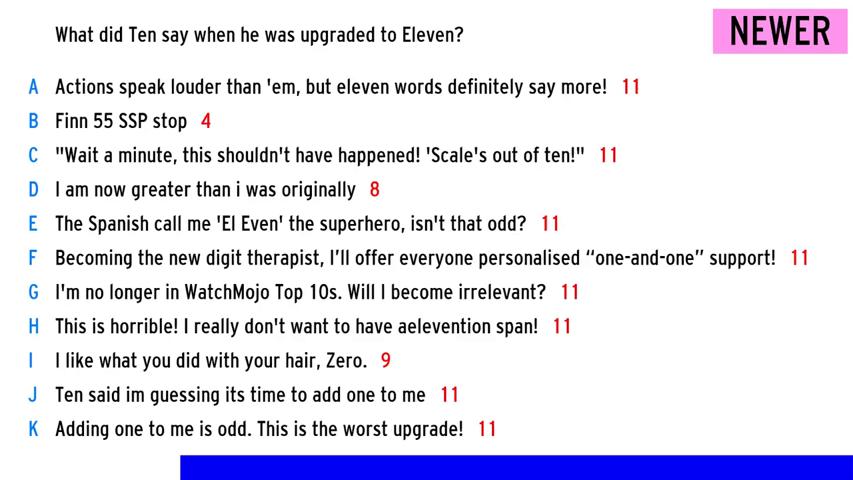 What did Ten say when he was upgraded to Eleven?
NEWER
A Actions speak louder than 'em, but eleven words definitely say more! 11
B Finn 55 SSP stop 4
C "Wait a minute, this shouldn't have happened! 'Scale's out of ten!" 11
D I am now greater than i was originally 8
E The Spanish call me 'El Even' the superhero, isn't that odd? 11
F Becoming the new digit therapist, I’ll offer everyone personalised “one-and-one” support! 11
G I'm no longer in WatchMojo Top 10s. Will I become irrelevant? 11
H This is horrible! I really don't want to have aelevention span! 11
I I like what you did with your hair, Zero. 9
J Ten said im guessing its time to add one to me 11
K Adding one to me is odd. This is the worst upgrade! 11